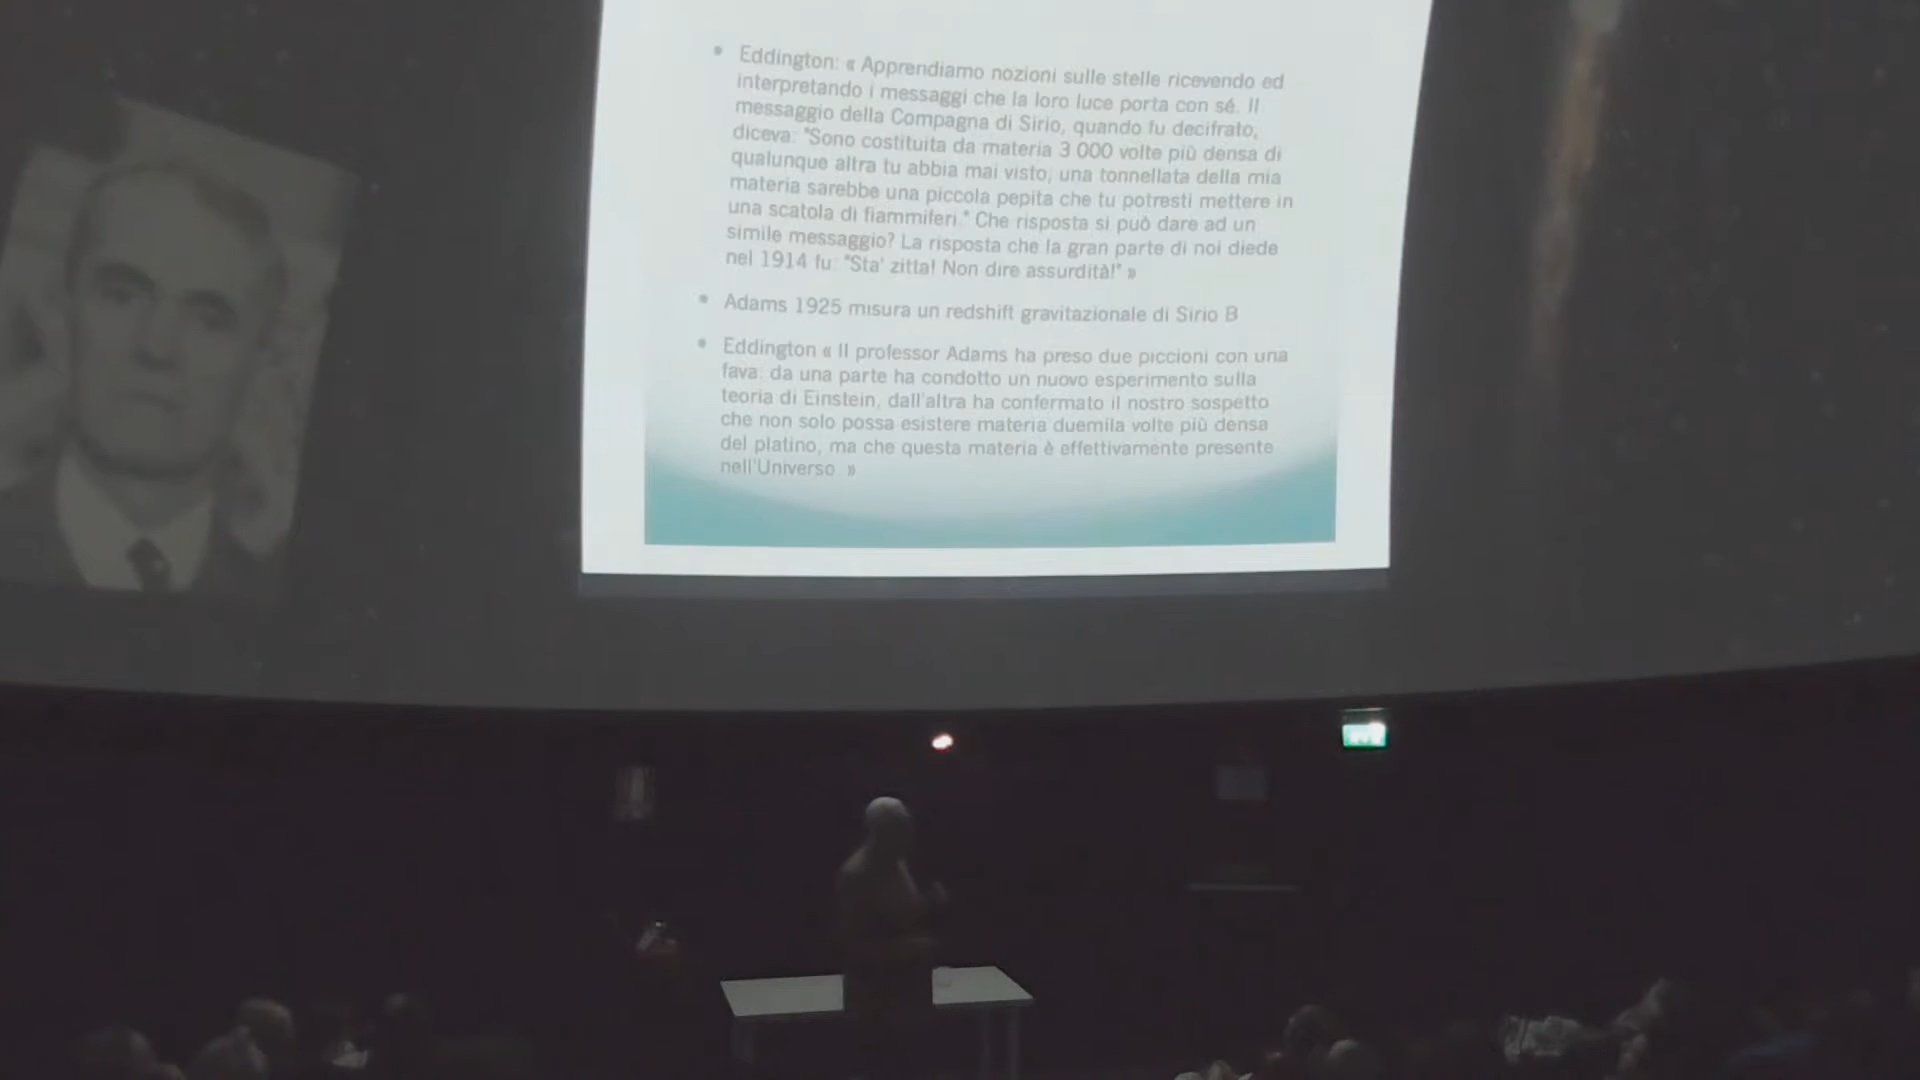 • Eddington: « Apprendiamo nozioni sulle stelle ricevendo ed
interpretando i messaggi che la loro luce porta con sé. Il
messaggio della Compagna di Sirio, quando fu decifrato,
diceva: "Sono costituita da materia 3 000 volte più densa di
qualunque altra tu abbia mai visto; una tonnellata della mia
materia sarebbe una piccola pepita che tu potresti mettere in
una scatola di fiammiferi." Che risposta si può dare ad un
simile messaggio? La risposta che la gran parte di noi diede
nel 1914 fu: "Sta' zitta! Non dire assurdità!" »
• Adams 1925 misura un redshift gravitazionale di Sirio B
• Eddington « Il professor Adams ha preso due piccioni con una
fava: da una parte ha condotto un nuovo esperimento sulla
teoria di Einstein, dall'altra ha confermato il nostro sospetto
che non solo possa esistere materia duemila volte più densa
del platino, ma che questa materia è effettivamente presente
nell'Universo. »